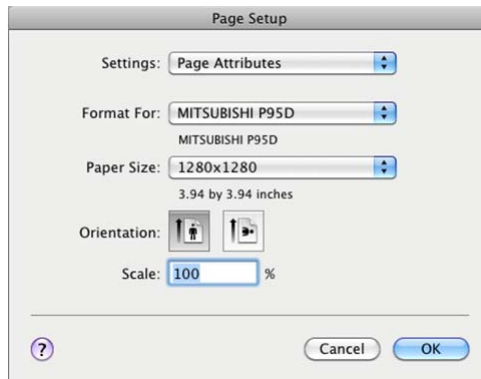 Page Setup
Settings: Page Attributes
Format For: MITSUBISHI P95D
MITSUBISHI P95D
Paper Size: 1280x1280
3.94 by 3.94 inches
Orientation:
Scale: 100 %
? Cancel OK